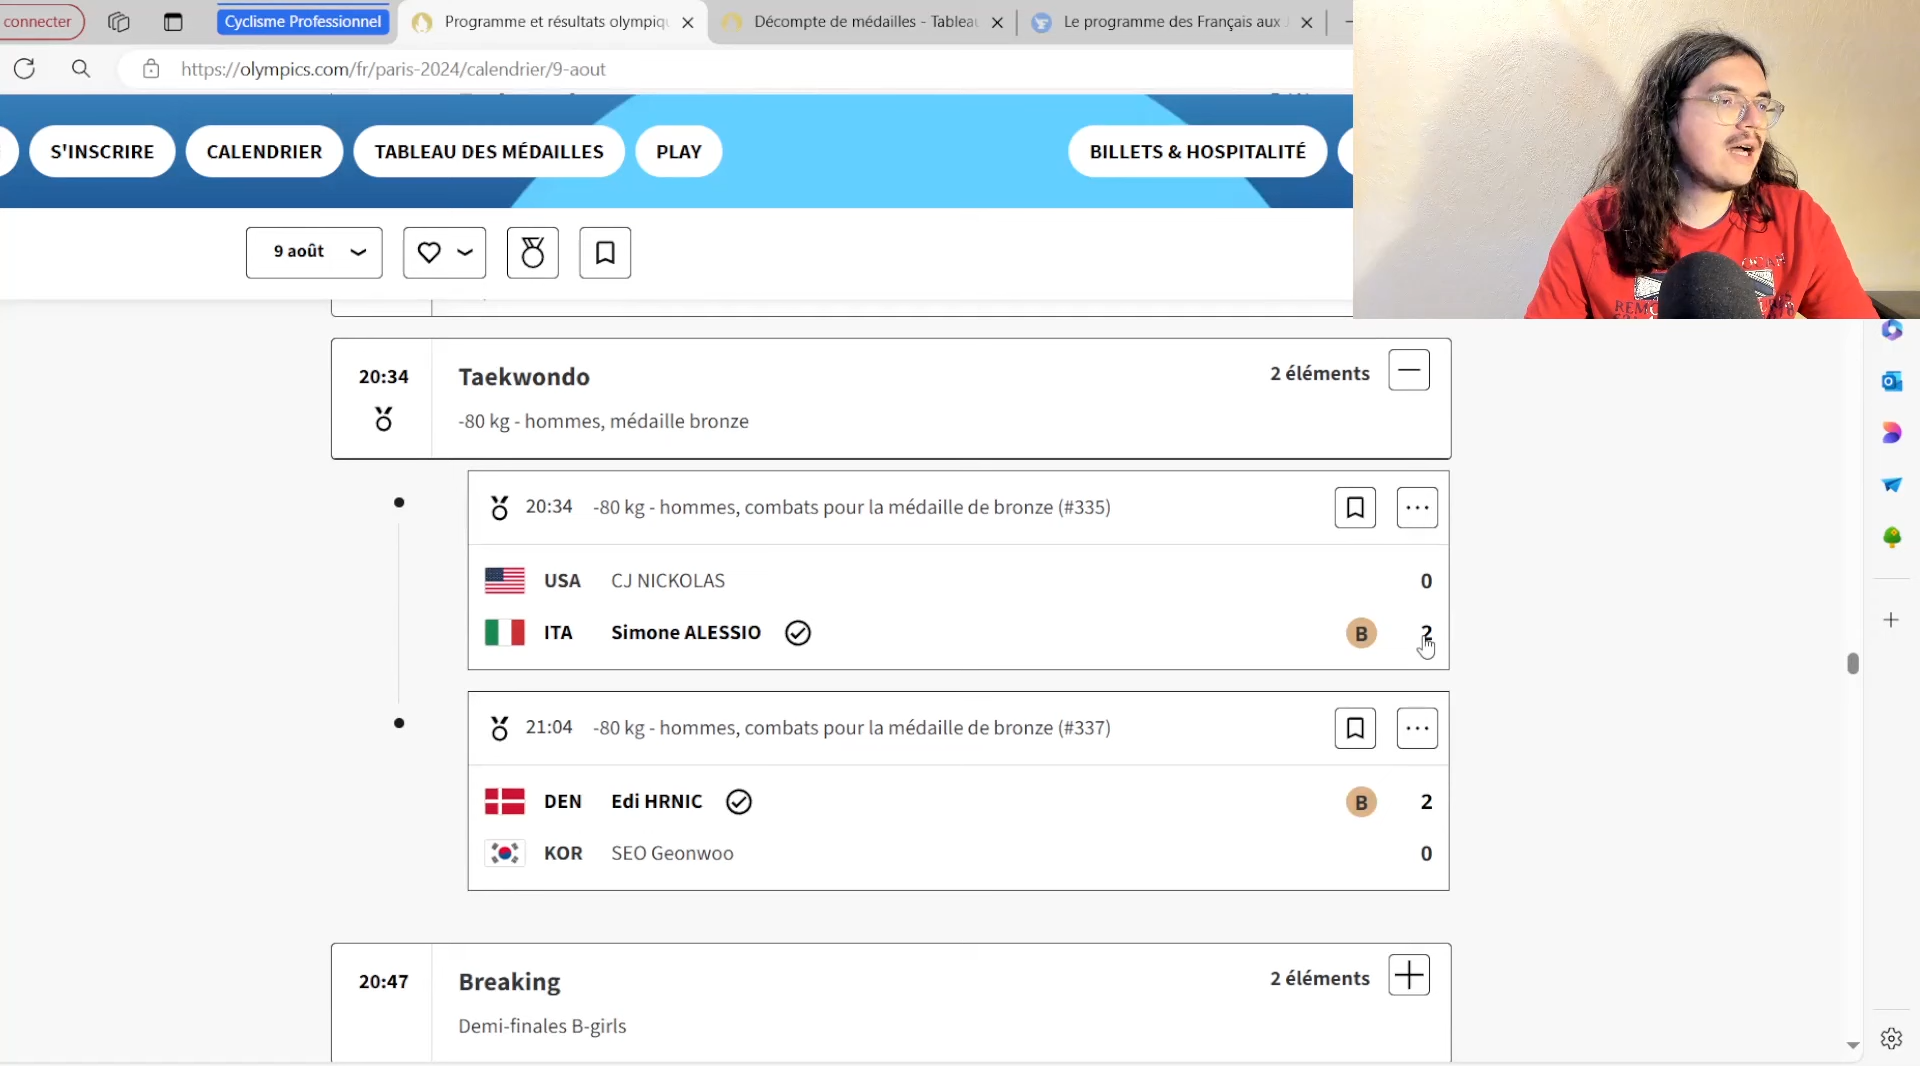 connecter
Cyclisme Professionnel
Programme et résultats olympiqu
Décompte de médailles - Tableau
Le programme des Français aux J
https://olympics.com/fr/paris-2024/calendrier/9-aout
S'INSCRIRE
CALENDRIER
TABLEAU DES MÉDAILLES
PLAY
BILLETS & HOSPITALITÉ
9 août
20:34
Taekwondo
2 éléments
-80 kg - hommes, médaille bronze
20:34 -80 kg - hommes, combats pour la médaille de bronze (#335)
USA CJ NICKOLAS 0
ITA Simone ALESSIO B 2
21:04 -80 kg - hommes, combats pour la médaille de bronze (#337)
DEN Edi HRNIC B 2
KOR SEO Geonwoo 0
20:47
Breaking
2 éléments
Demi-finales B-girls